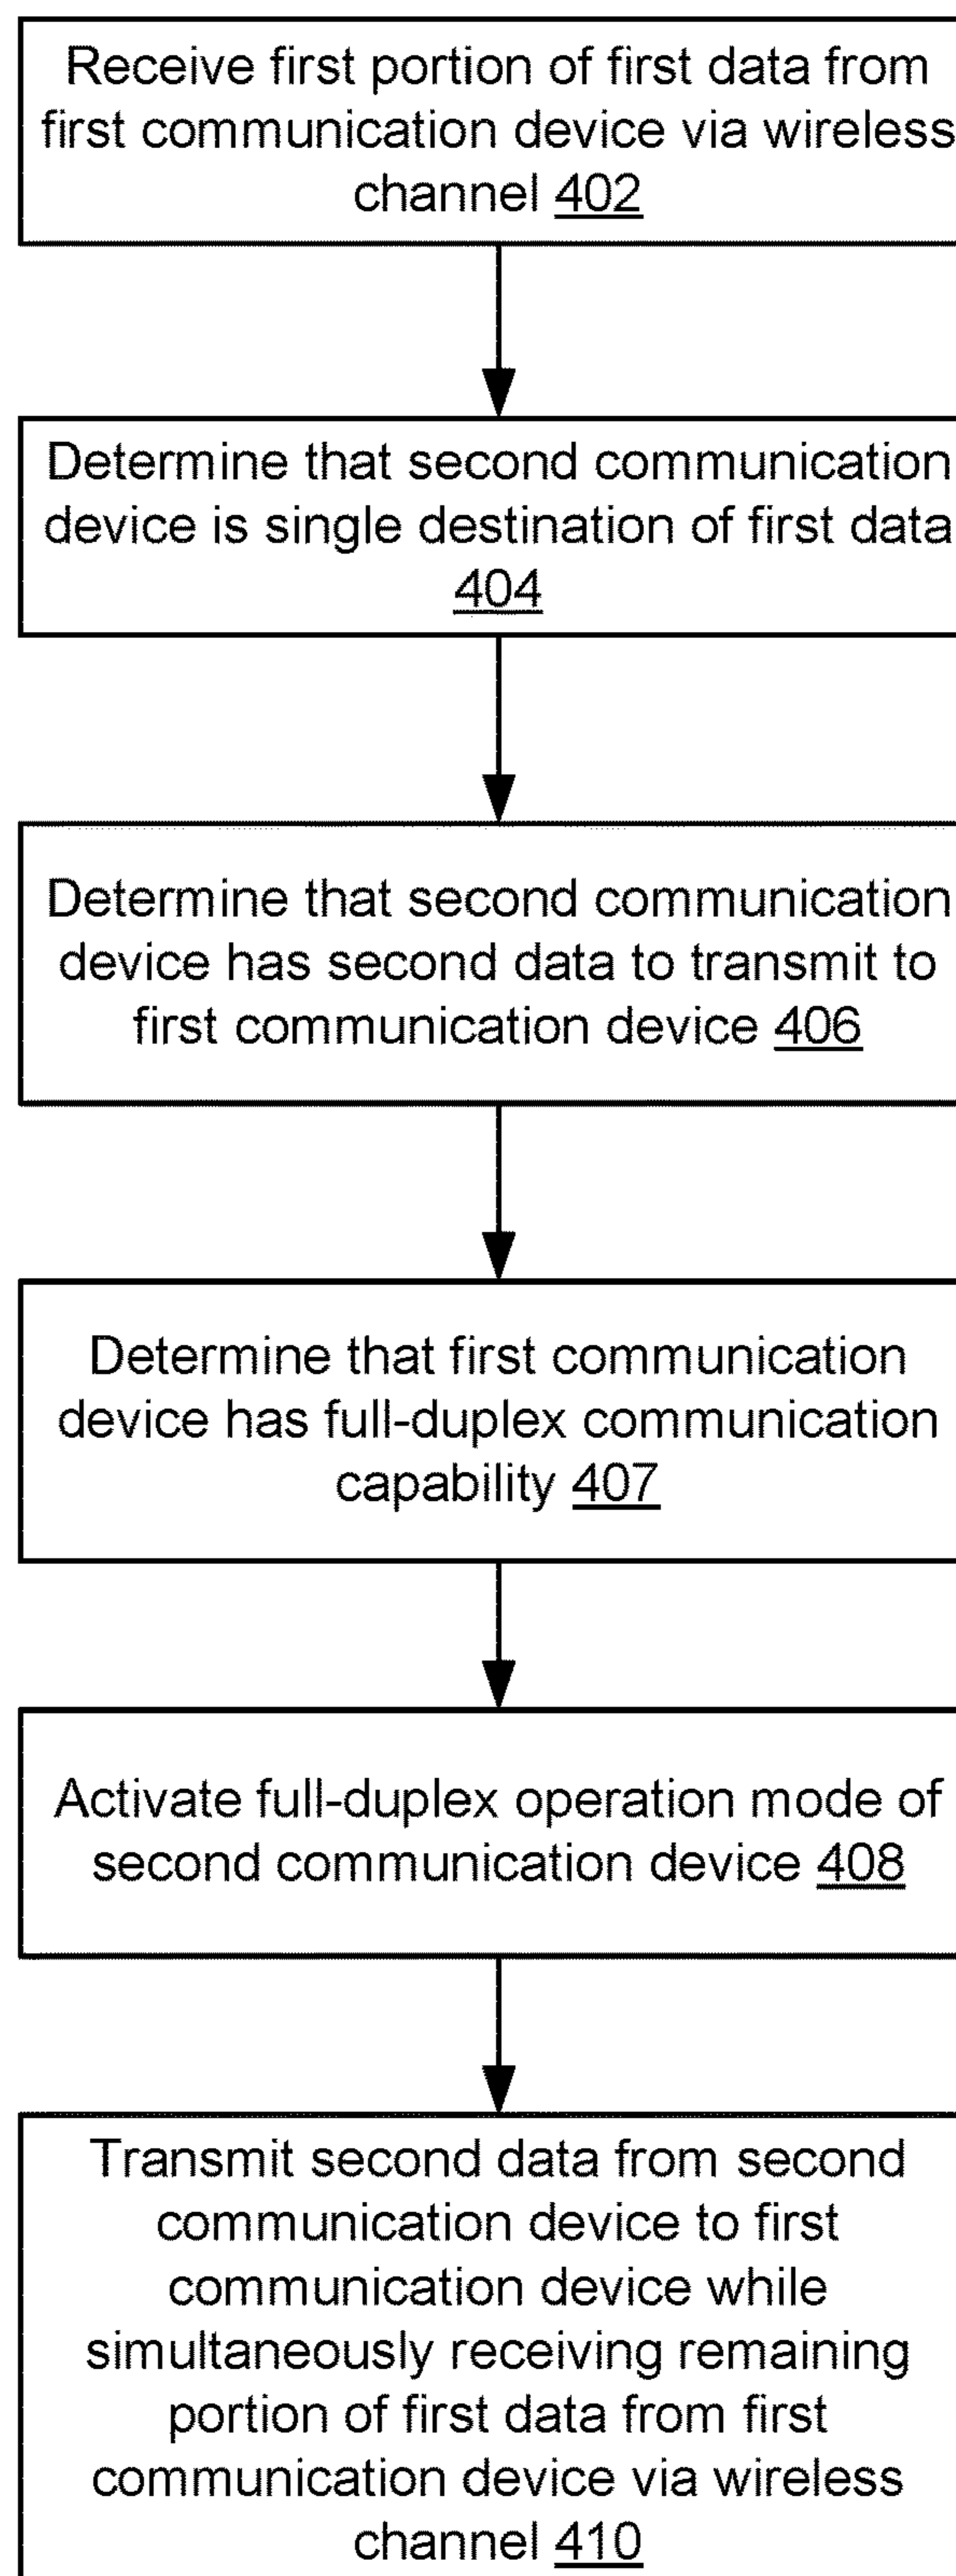 Receive first portion of first data from
first communication device via wireless
channel 402
Determine that second communication
device is single destination of first data
404
Determine that second communication
device has second data to transmit to
first communication device 406
Determine that first communication
device has full-duplex communication
capability 407
Activate full-duplex operation mode of
second communication device 408
Transmit second data from second
communication device to first
communication device while
simultaneously receiving remaining
portion of first data from first
communication device via wireless
channel 410